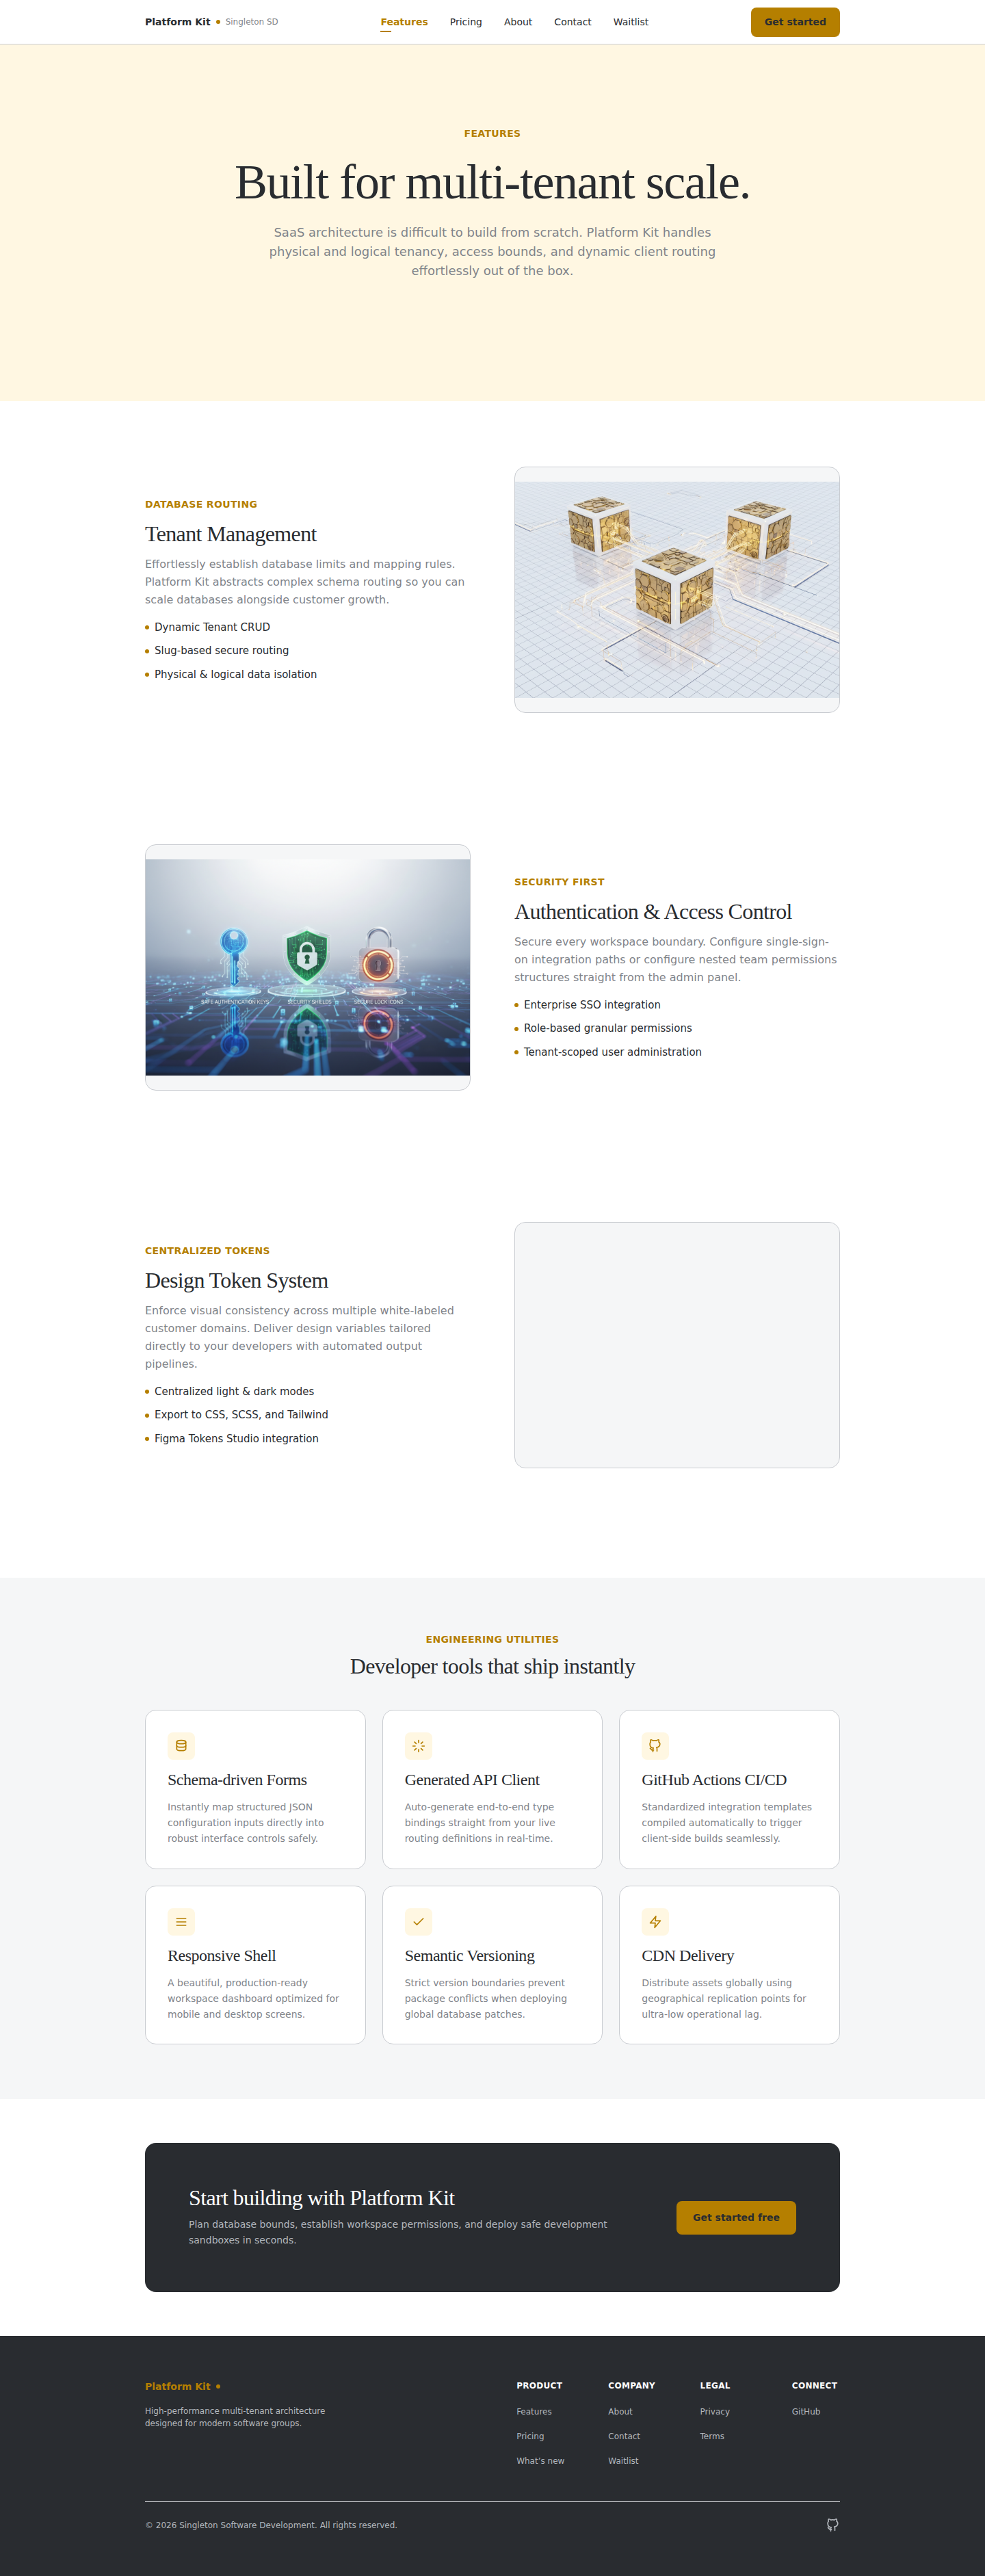 Platform Kit Singleton SD
Features Pricing About Contact Waitlist
Get started
FEATURES
Built for multi-tenant scale.
SaaS architecture is difficult to build from scratch. Platform Kit handles
physical and logical tenancy, access bounds, and dynamic client routing
effortlessly out of the box.
DATABASE ROUTING
Tenant Management
Effortlessly establish database limits and mapping rules.
Platform Kit abstracts complex schema routing so you can
scale databases alongside customer growth.
Dynamic Tenant CRUD
Slug-based secure routing
Physical & logical data isolation
SAFE AUTHENTICATION KEYS
SECURITY SHIELDS
SECURE LOCK ICONS
SECURITY FIRST
Authentication & Access Control
Secure every workspace boundary. Configure single-sign-
on integration paths or configure nested team permissions
structures straight from the admin panel.
Enterprise SSO integration
Role-based granular permissions
Tenant-scoped user administration
CENTRALIZED TOKENS
Design Token System
Enforce visual consistency across multiple white-labeled
customer domains. Deliver design variables tailored
directly to your developers with automated output
pipelines.
Centralized light & dark modes
Export to CSS, SCSS, and Tailwind
Figma Tokens Studio integration
ENGINEERING UTILITIES
Developer tools that ship instantly
Schema-driven Forms
Instantly map structured JSON
configuration inputs directly into
robust interface controls safely.
Generated API Client
Auto-generate end-to-end type
bindings straight from your live
routing definitions in real-time.
GitHub Actions CI/CD
Standardized integration templates
compiled automatically to trigger
client-side builds seamlessly.
Responsive Shell
A beautiful, production-ready
workspace dashboard optimized for
mobile and desktop screens.
Semantic Versioning
Strict version boundaries prevent
package conflicts when deploying
global database patches.
CDN Delivery
Distribute assets globally using
geographical replication points for
ultra-low operational lag.
Start building with Platform Kit
Plan database bounds, establish workspace permissions, and deploy safe development
sandboxes in seconds.
Get started free
Platform Kit
High-performance multi-tenant architecture
designed for modern software groups.
PRODUCT
Features
Pricing
What's new
COMPANY
About
Contact
Waitlist
LEGAL
Privacy
Terms
CONNECT
GitHub
© 2026 Singleton Software Development. All rights reserved.